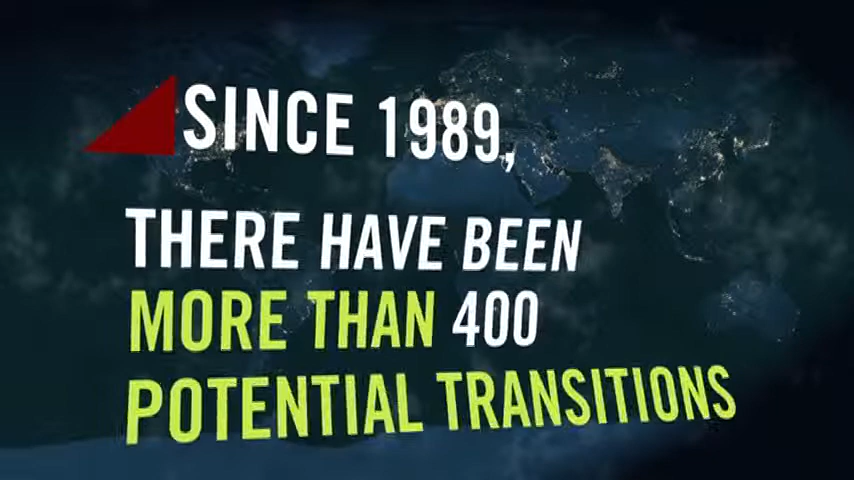 SINCE 1989,
THERE HAVE BEEN
MORE THAN 400
POTENTIAL TRANSITIONS